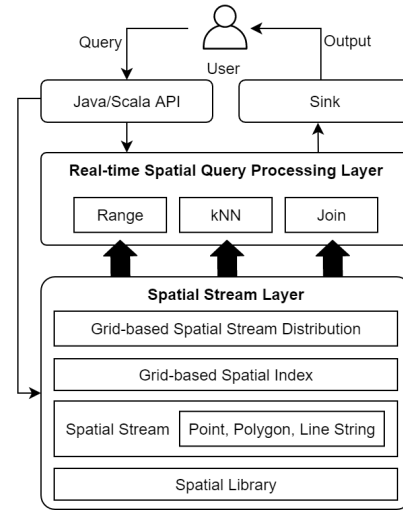 Query
Output
User
Java/Scala API
Sink
Real-time Spatial Query Processing Layer
Range
kNN
Join
Spatial Stream Layer
Grid-based Spatial Stream Distribution
Grid-based Spatial Index
Spatial Stream
Point, Polygon, Line String
Spatial Library